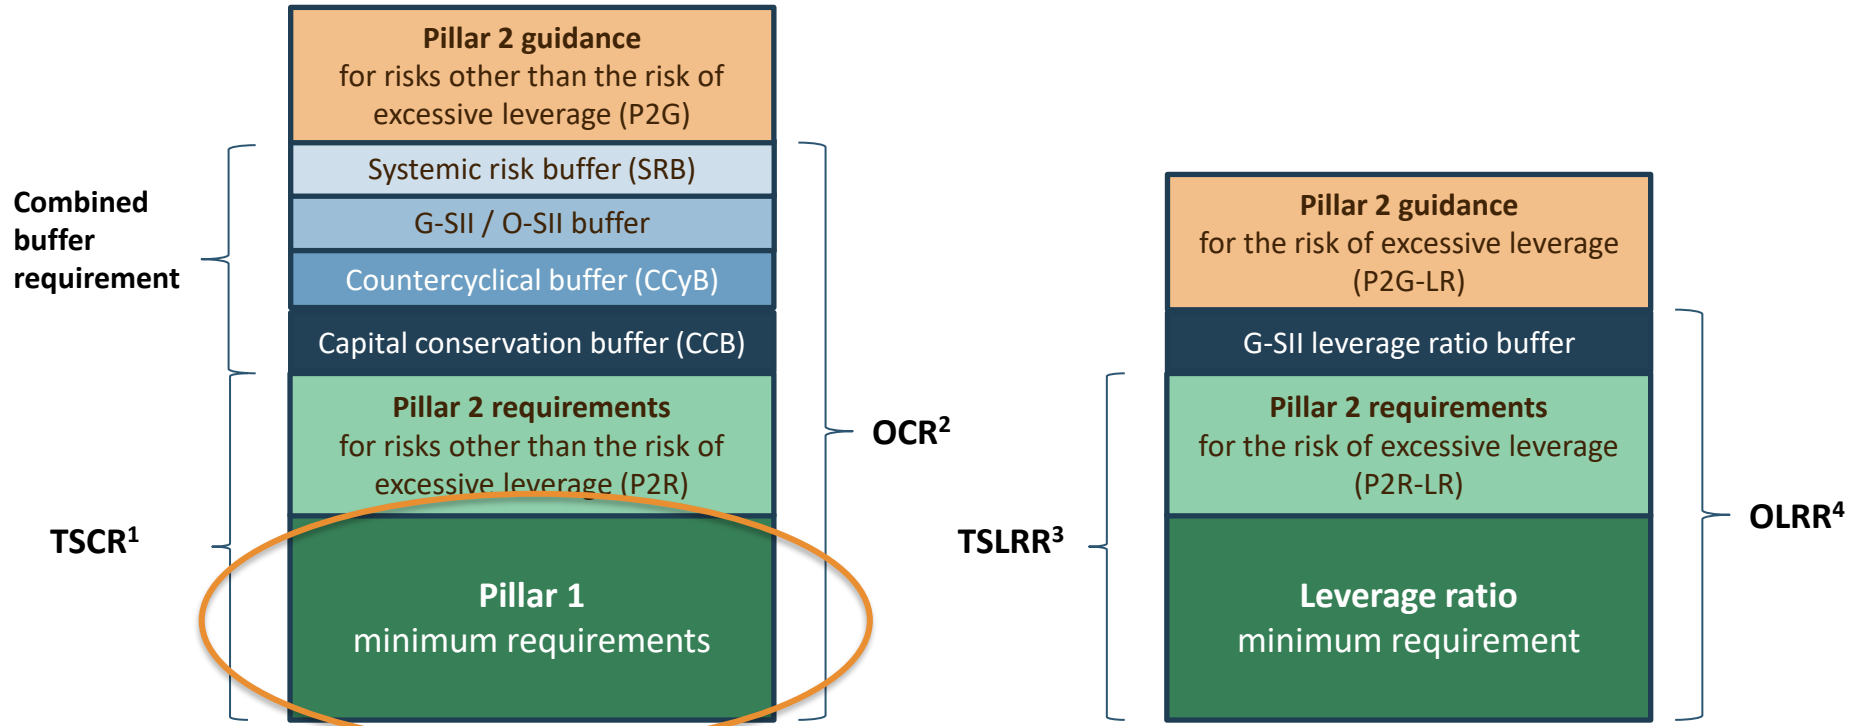 Pillar 2 guidance
for risks other than the risk of
excessive leverage (P2G)
Systemic risk buffer (SRB)
G-SII / O-SII buffer
Countercyclical buffer (CCyB)
Capital conservation buffer (CCB)
Pillar 2 requirements
for risks other than the risk of
excessive leverage (P2R)
Pillar 1
minimum requirements
Combined
buffer
requirement
TSCR¹
OCR²
Pillar 2 guidance
for the risk of excessive leverage
(P2G-LR)
G-SII leverage ratio buffer
Pillar 2 requirements
for the risk of excessive leverage
(P2R-LR)
Leverage ratio
minimum requirement
TSLRR³
OLRR⁴